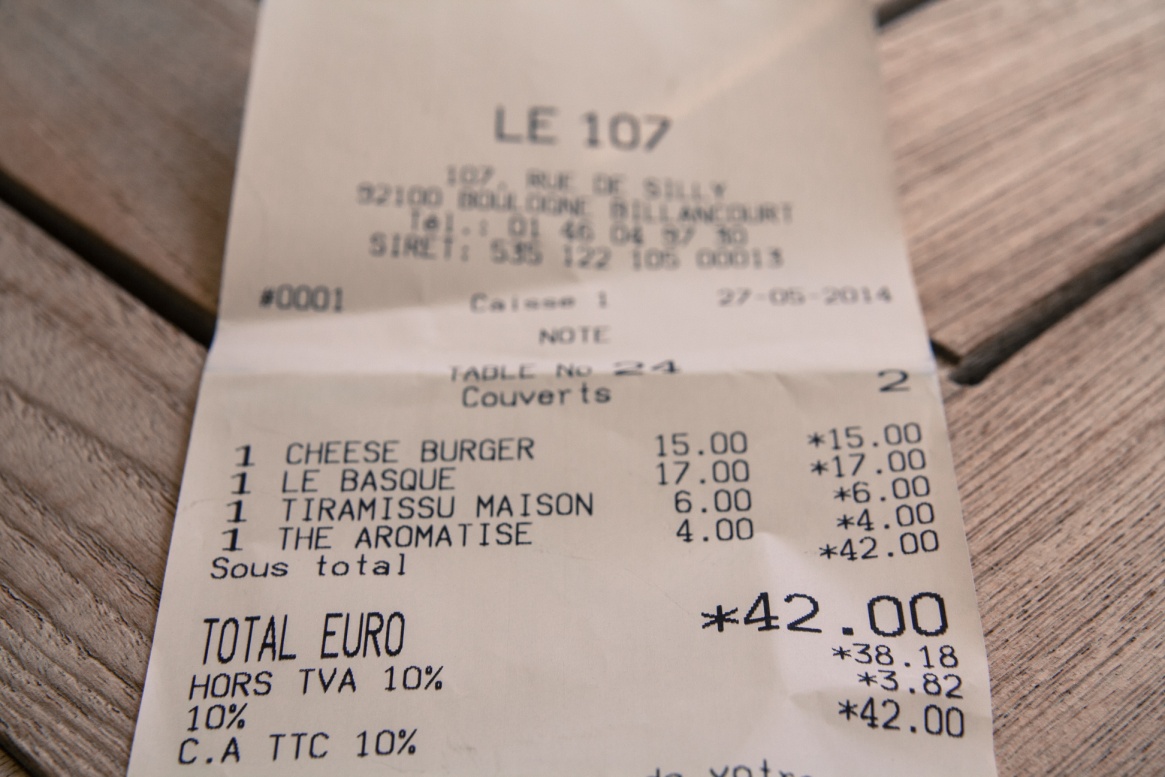 LE 107
107, RUE DE SILLY
92100 BOULOGNE BILLANCOURT
Tél.: 01 46 04 97 30
SIRET: 535 122 105 00013
#0001 Caisse 1 27-05-2014
NOTE
TABLE No 24
Couverts 2
1 CHEESE BURGER 15.00 *15.00
1 LE BASQUE 17.00 *17.00
1 TIRAMISSU MAISON 6.00 *6.00
1 THE AROMATISE 4.00 *4.00
Sous total *42.00
TOTAL EURO *42.00
HORS TVA 10% *38.18
10% *3.82
C.A TTC 10% *42.00
de votre